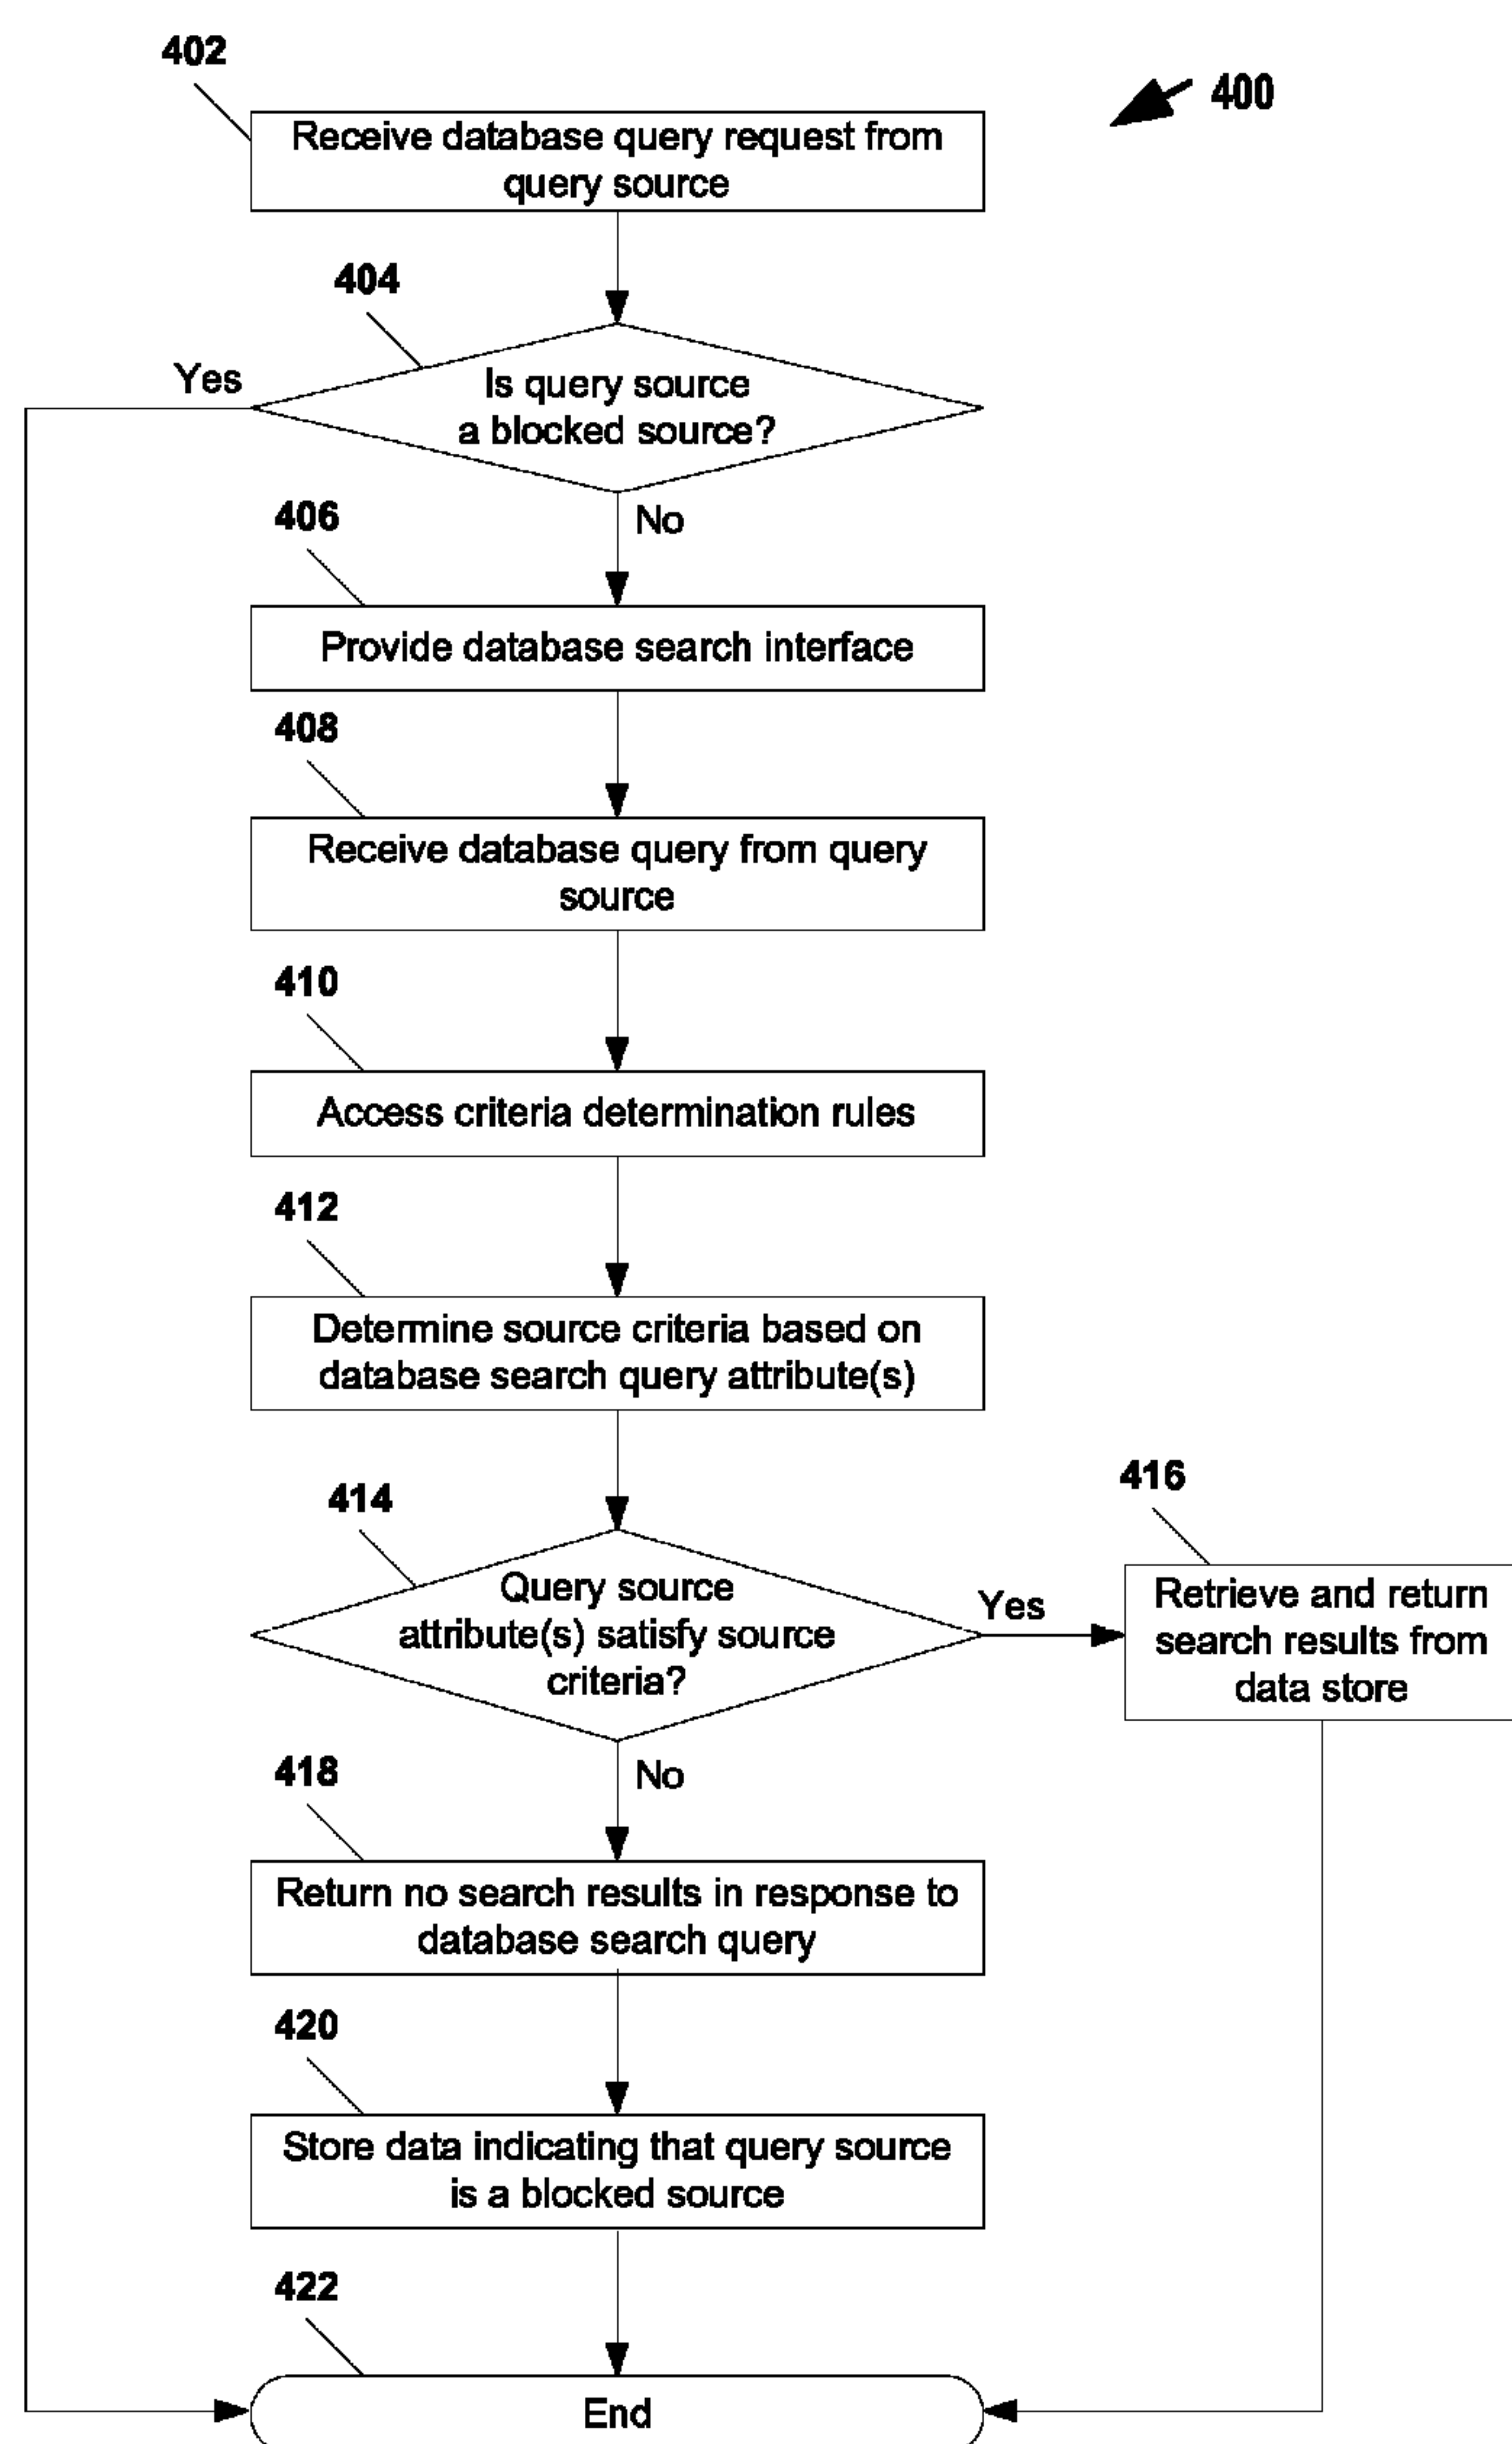 402
400
Receive database query request from
query source
404
Yes
Is query source
a blocked source?
No
406
Provide database search interface
408
Receive database query from query
source
410
Access criteria determination rules
412
Determine source criteria based on
database search query attribute(s)
414
416
Query source
attribute(s) satisfy source
criteria?
Yes
Retrieve and return
search results from
data store
No
418
Return no search results in response to
database search query
420
Store data indicating that query source
is a blocked source
422
End